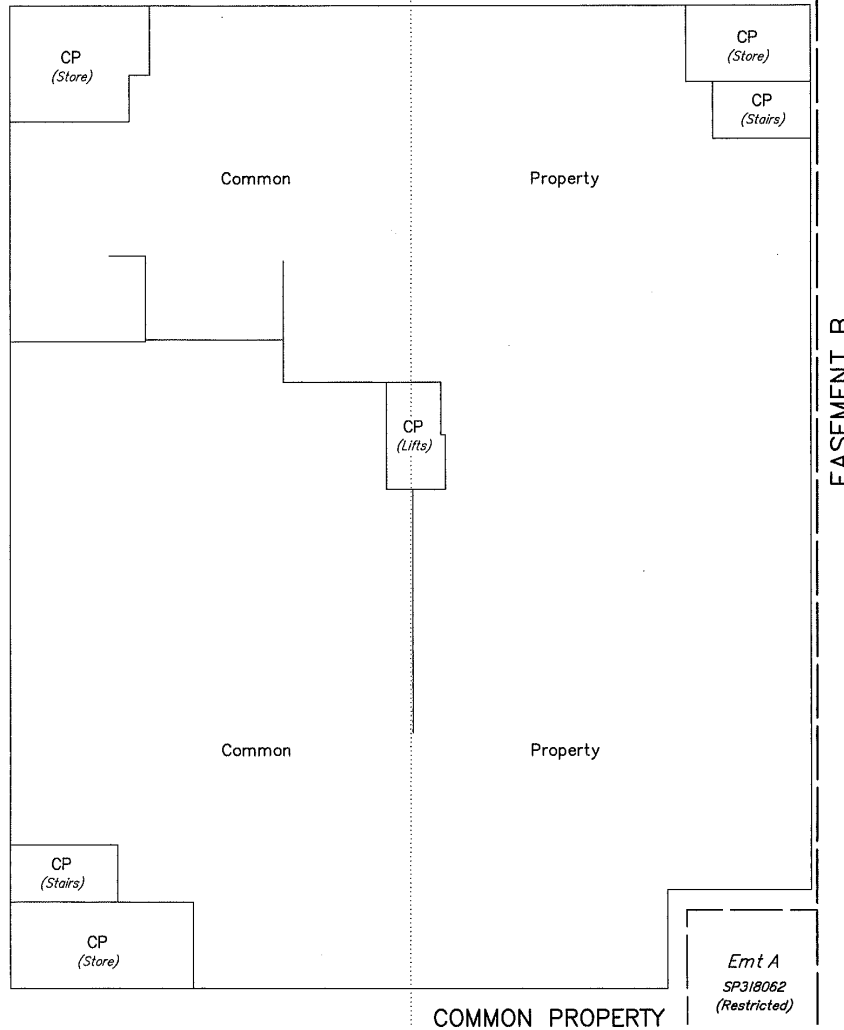 CP
(Store)
CP
(Store)
CP
(Stairs)
Common Property
CP
(Lifts)
EASEMENT B
Common Property
CP
(Stairs)
CP
(Store)
Emt A
SP318062
(Restricted)
COMMON PROPERTY